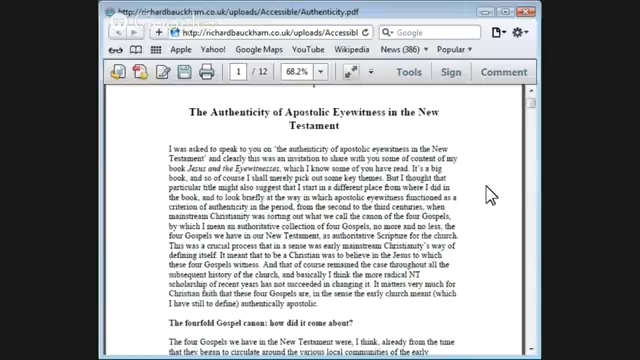 http://richardbauckham.co.uk/uploads/Accessible/Authenticity.pdf
http://richardbauckham.co.uk/uploads/Accessibl
Google
Apple Yahoo! Google Maps YouTube Wikipedia News (386) Popular
1 / 12 68.2% Tools Sign Comment
The Authenticity of Apostolic Eyewitness in the New
Testament
I was asked to speak to you on ‘the authenticity of apostolic eyewitness in the New
Testament’ and clearly this was an invitation to share with you some of content of my
book Jesus and the Eyewitnesses, which I know some of you have read. It’s a big
book, and so of course I shall merely pick out some key themes. But I thought that
particular title might also suggest that I start in a different place from where I did in
the book, and to look briefly at the way in which apostolic eyewitness functioned as a
criterion of authenticity in the period, from the second to the third centuries, when
mainstream Christianity was sorting out what we call the canon of the four Gospels,
by which I mean an authoritative collection of four Gospels, no more and no less, the
four Gospels we have in our New Testament, as authoritative Scripture for the church.
This was a crucial process that in a sense was early mainstream Christianity’s way of
defining itself. It meant that to be a Christian was to believe in the Jesus to which
these four Gospels witness. And that of course remained the case throughout all the
subsequent history of the church, and basically I think the more radical NT
scholarship of recent years has not succeeded in changing it. It matters very much for
Christian faith that these four Gospels are, in the sense the early church meant (which
I have still to define) authentically apostolic.
The fourfold Gospel canon: how did it come about?
The four Gospels we have in the New Testament were, I think, already from the time
that they began to circulate around the various local communities of the early